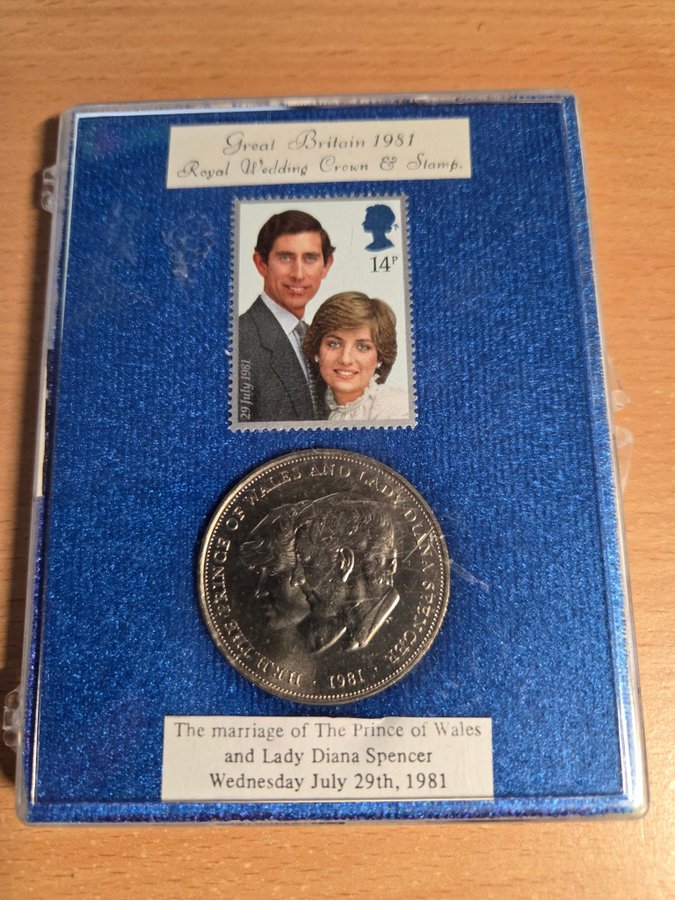 Great Britain 1981
Royal Wedding Crown & Stamp.
14P
29 July 1981
H.R.H. THE PRINCE OF WALES AND LADY DIANA SPENCER
1981
The marriage of The Prince of Wales
and Lady Diana Spencer
Wednesday July 29th, 1981